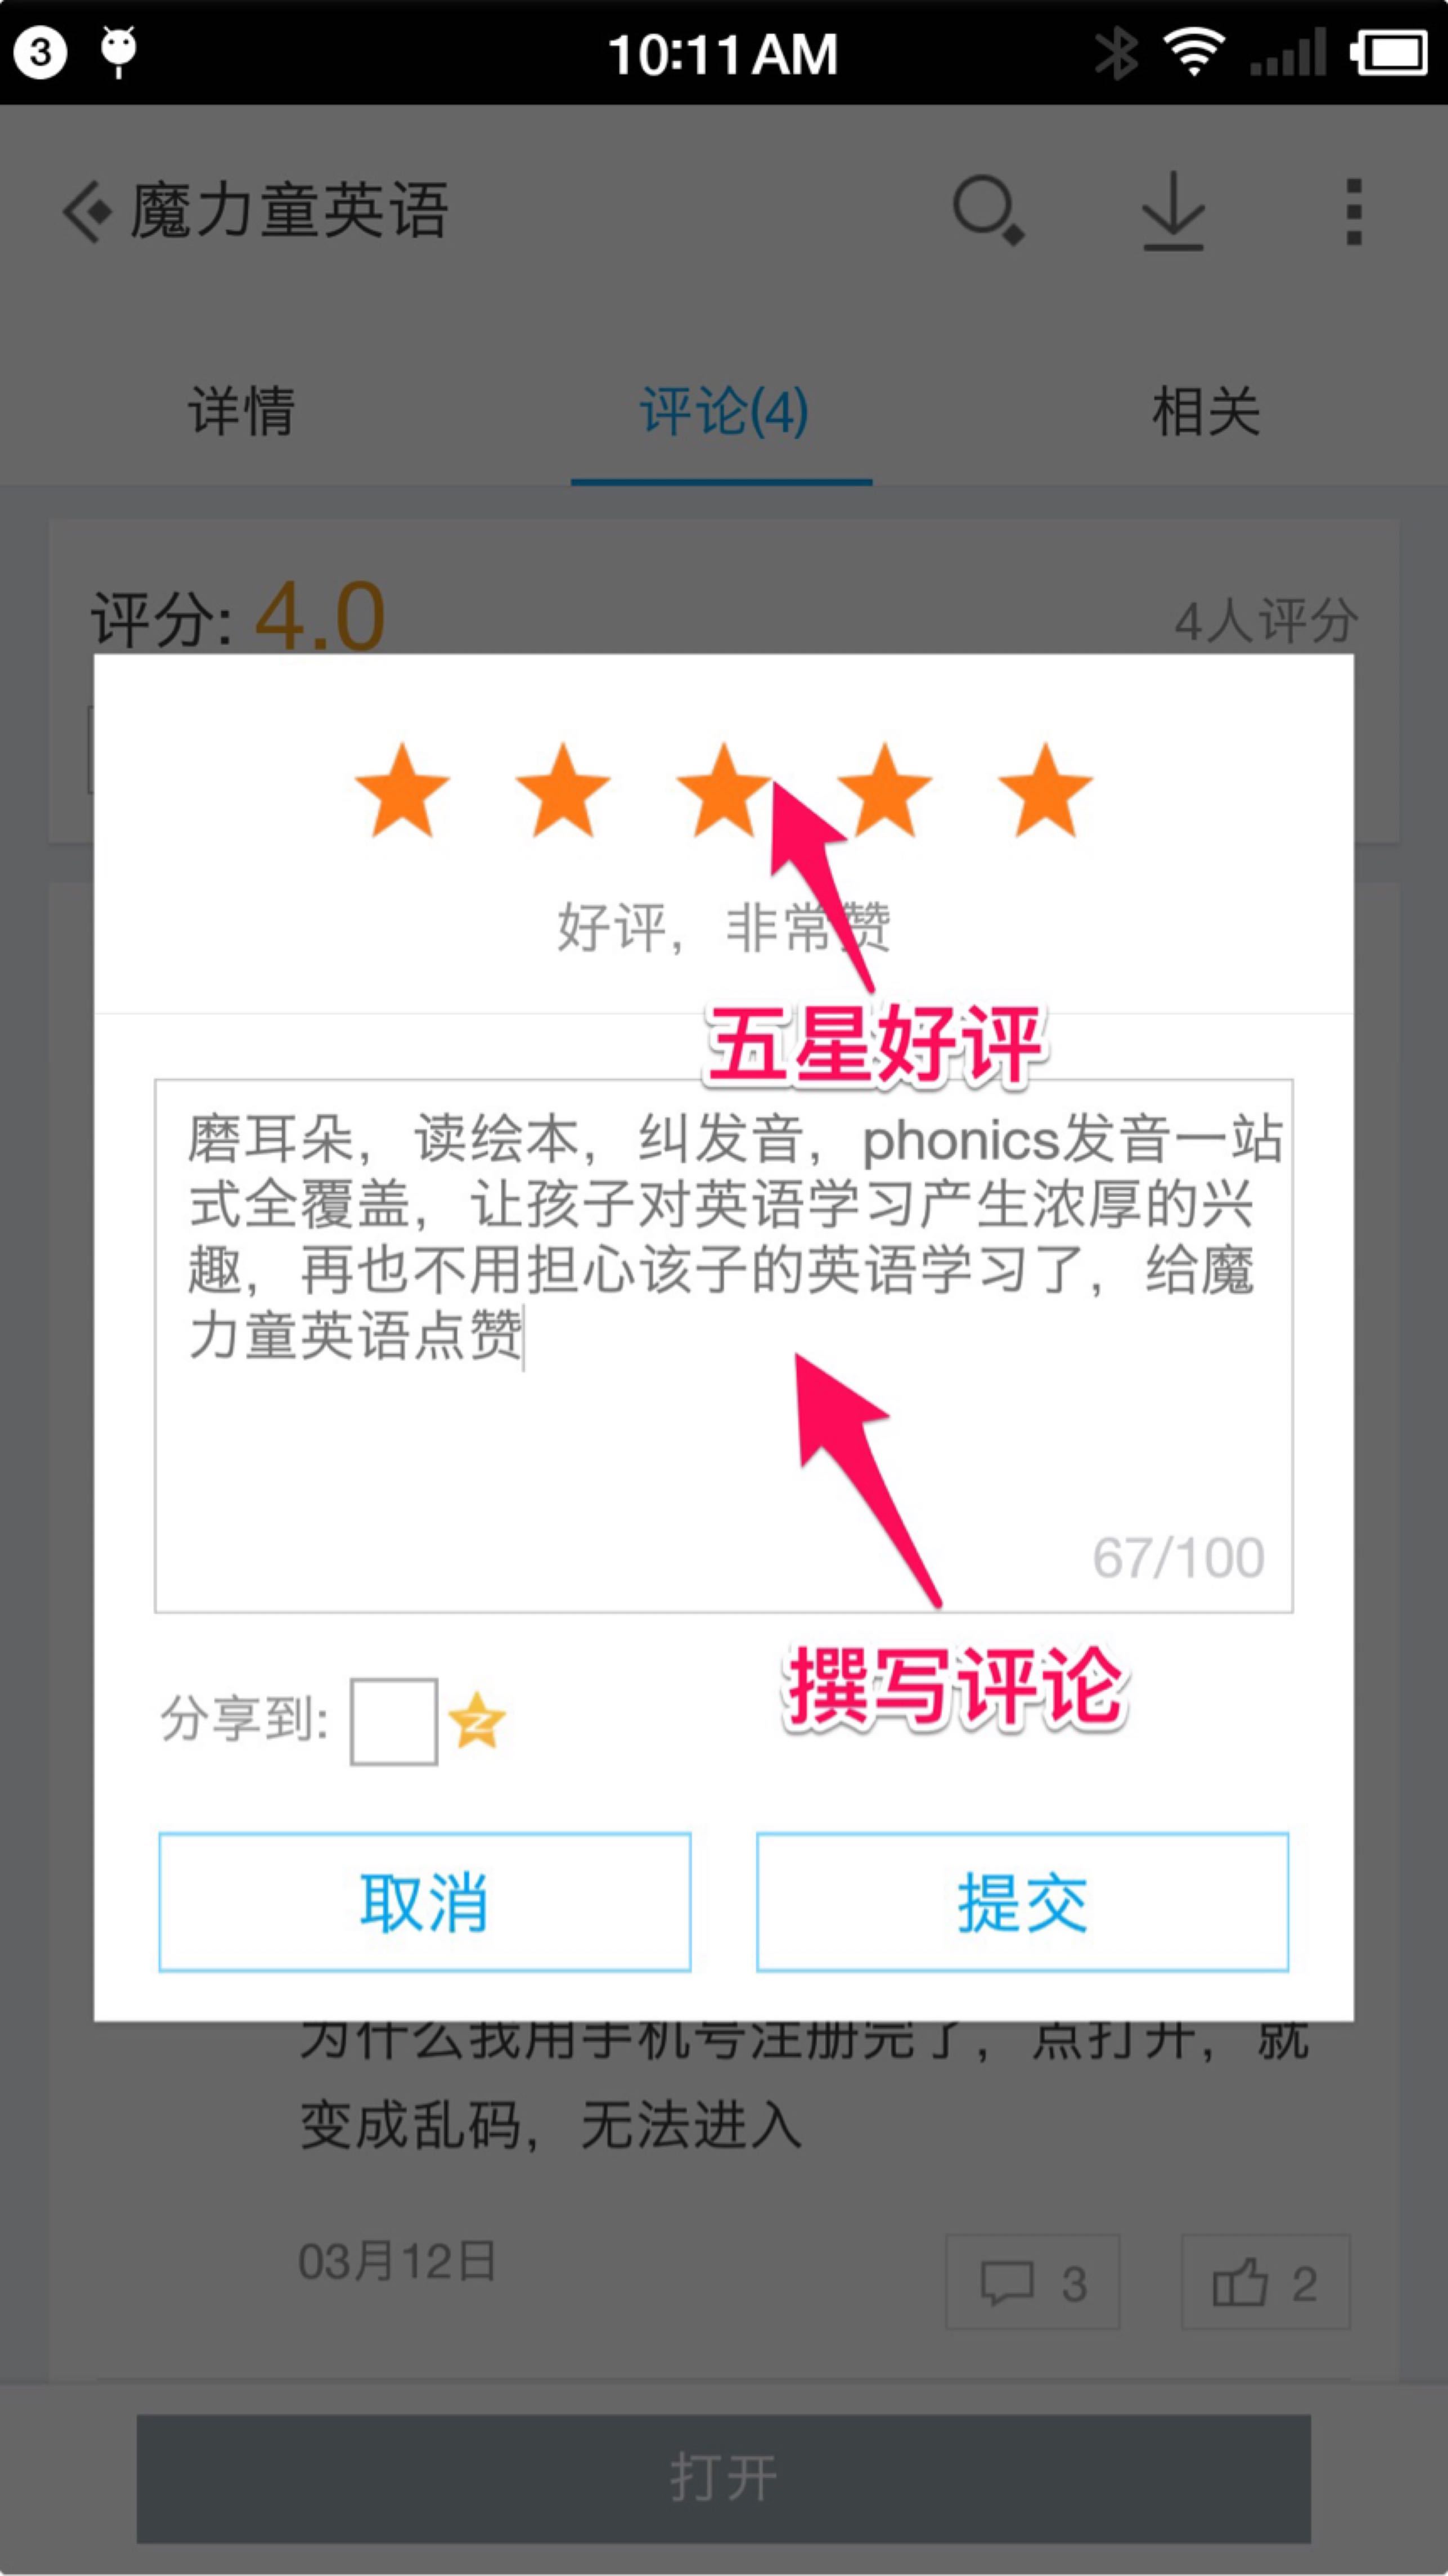 3
10:11 AM
魔力童英语
详情
评论(4)
相关
评分: 4.0
4人评分
好评，非常赞
五星好评
磨耳朵，读绘本，纠发音，phonics发音一站
式全覆盖，让孩子对英语学习产生浓厚的兴
趣，再也不用担心该子的英语学习了，给魔
力童英语点赞
67/100
撰写评论
分享到:
取消
提交
为什么我用手机号注册完了，点打开，就
变成乱码，无法进入
03月12日
3
2
打开